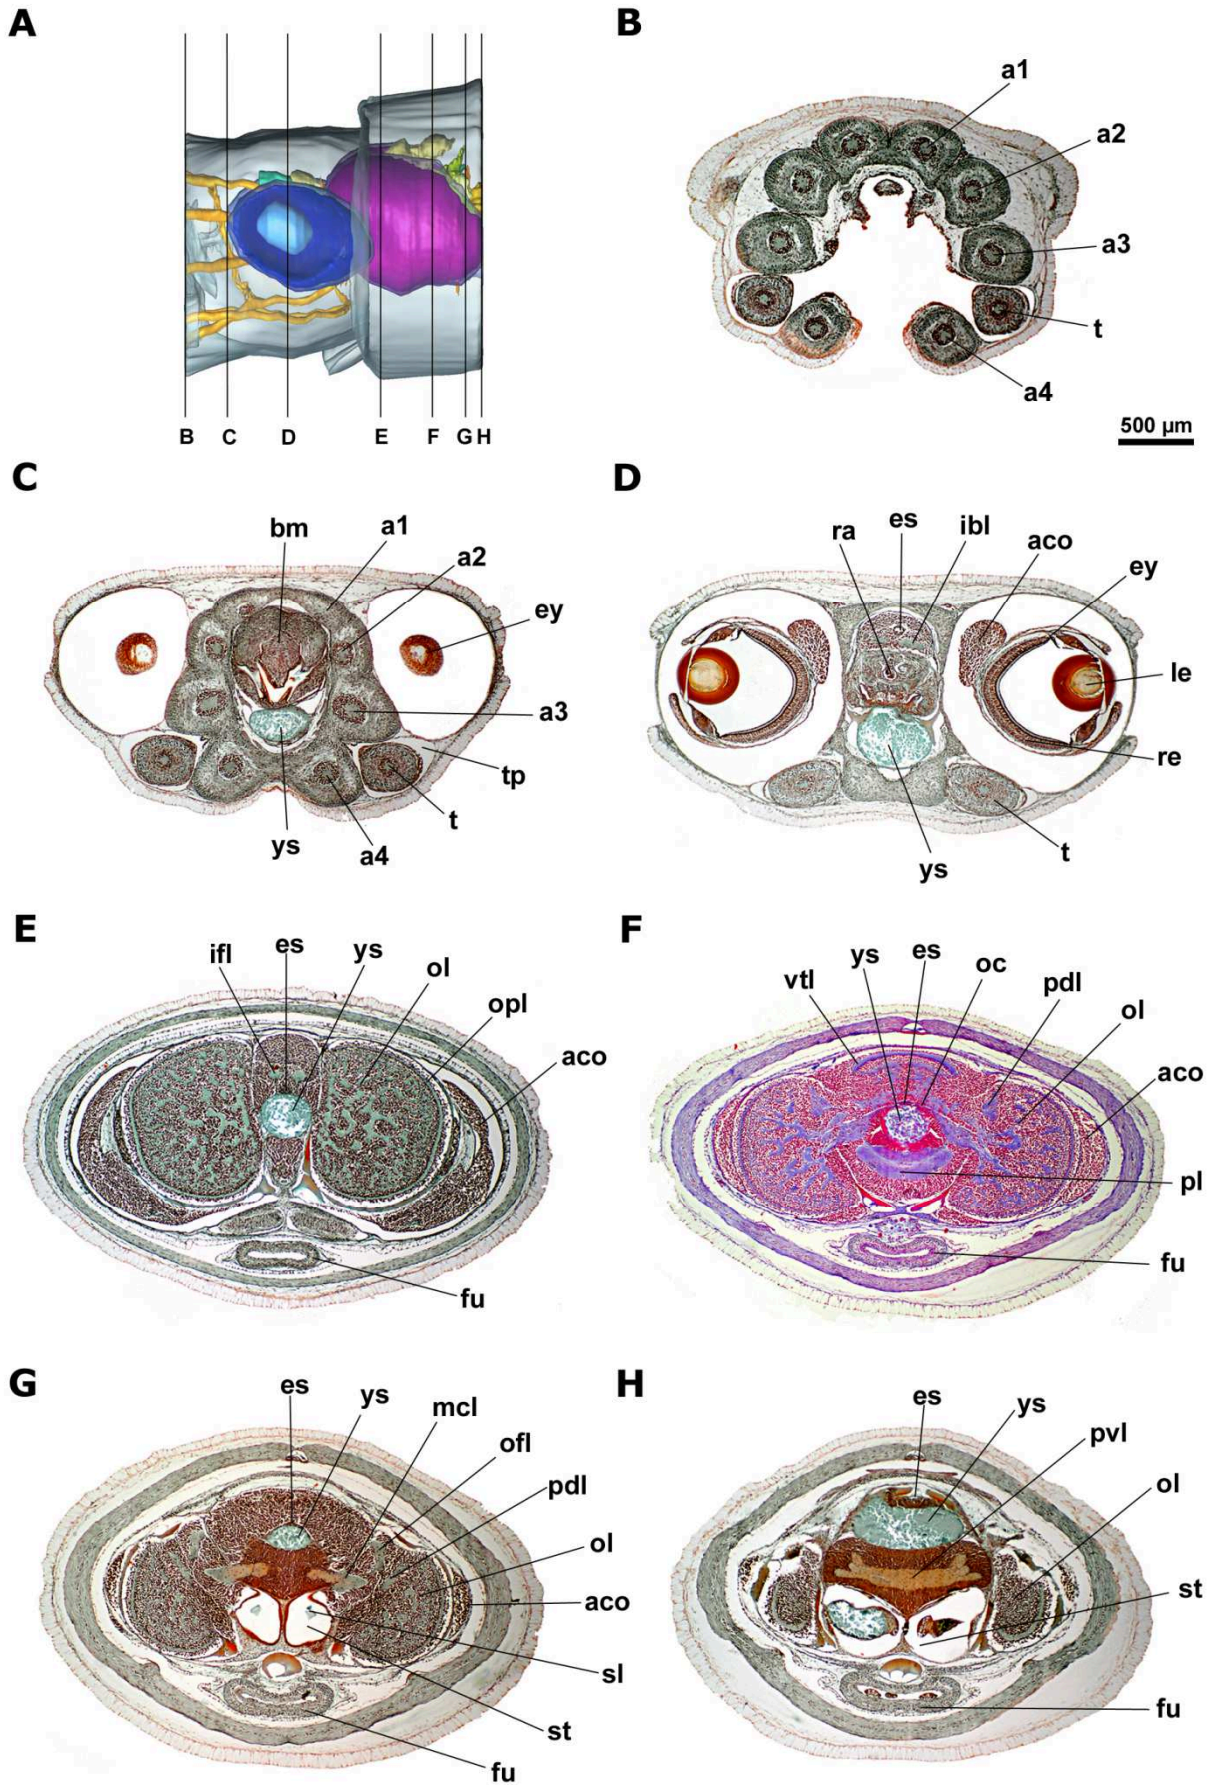 A
B C D E F G H
B
a1
a2
a3
t
a4
500 µm
C
bm
a1
a2
ey
a3
tp
t
a4
ys
D
ra
es
ibl
aco
ey
le
re
t
ys
E
ifl
es
ys
ol
opl
aco
fu
F
vtl
ys
es
oc
pdl
ol
aco
pl
fu
G
es
ys
mcl
ofl
pdl
ol
aco
sl
st
fu
H
es
ys
pvl
ol
st
fu